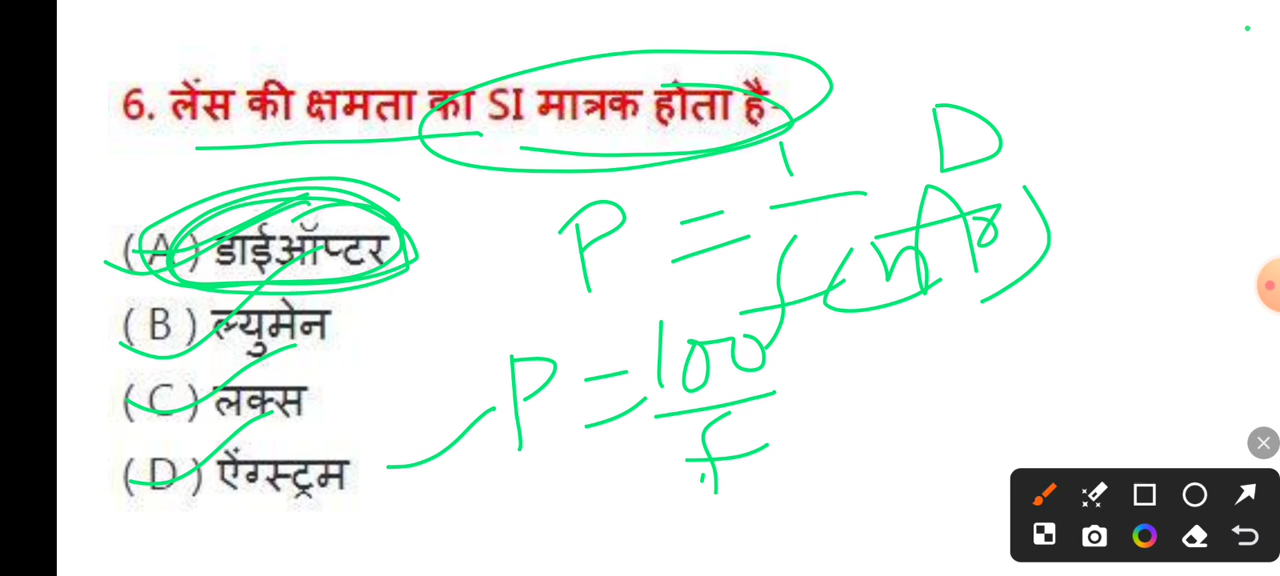 6. लेंस की क्षमता का SI मात्रक होता है-
(A) डाईऑप्टर
(B) ल्युमेन
(C) लक्स
(D) ऐंग्स्ट्रम
D
P = 1/f
P = 100/f